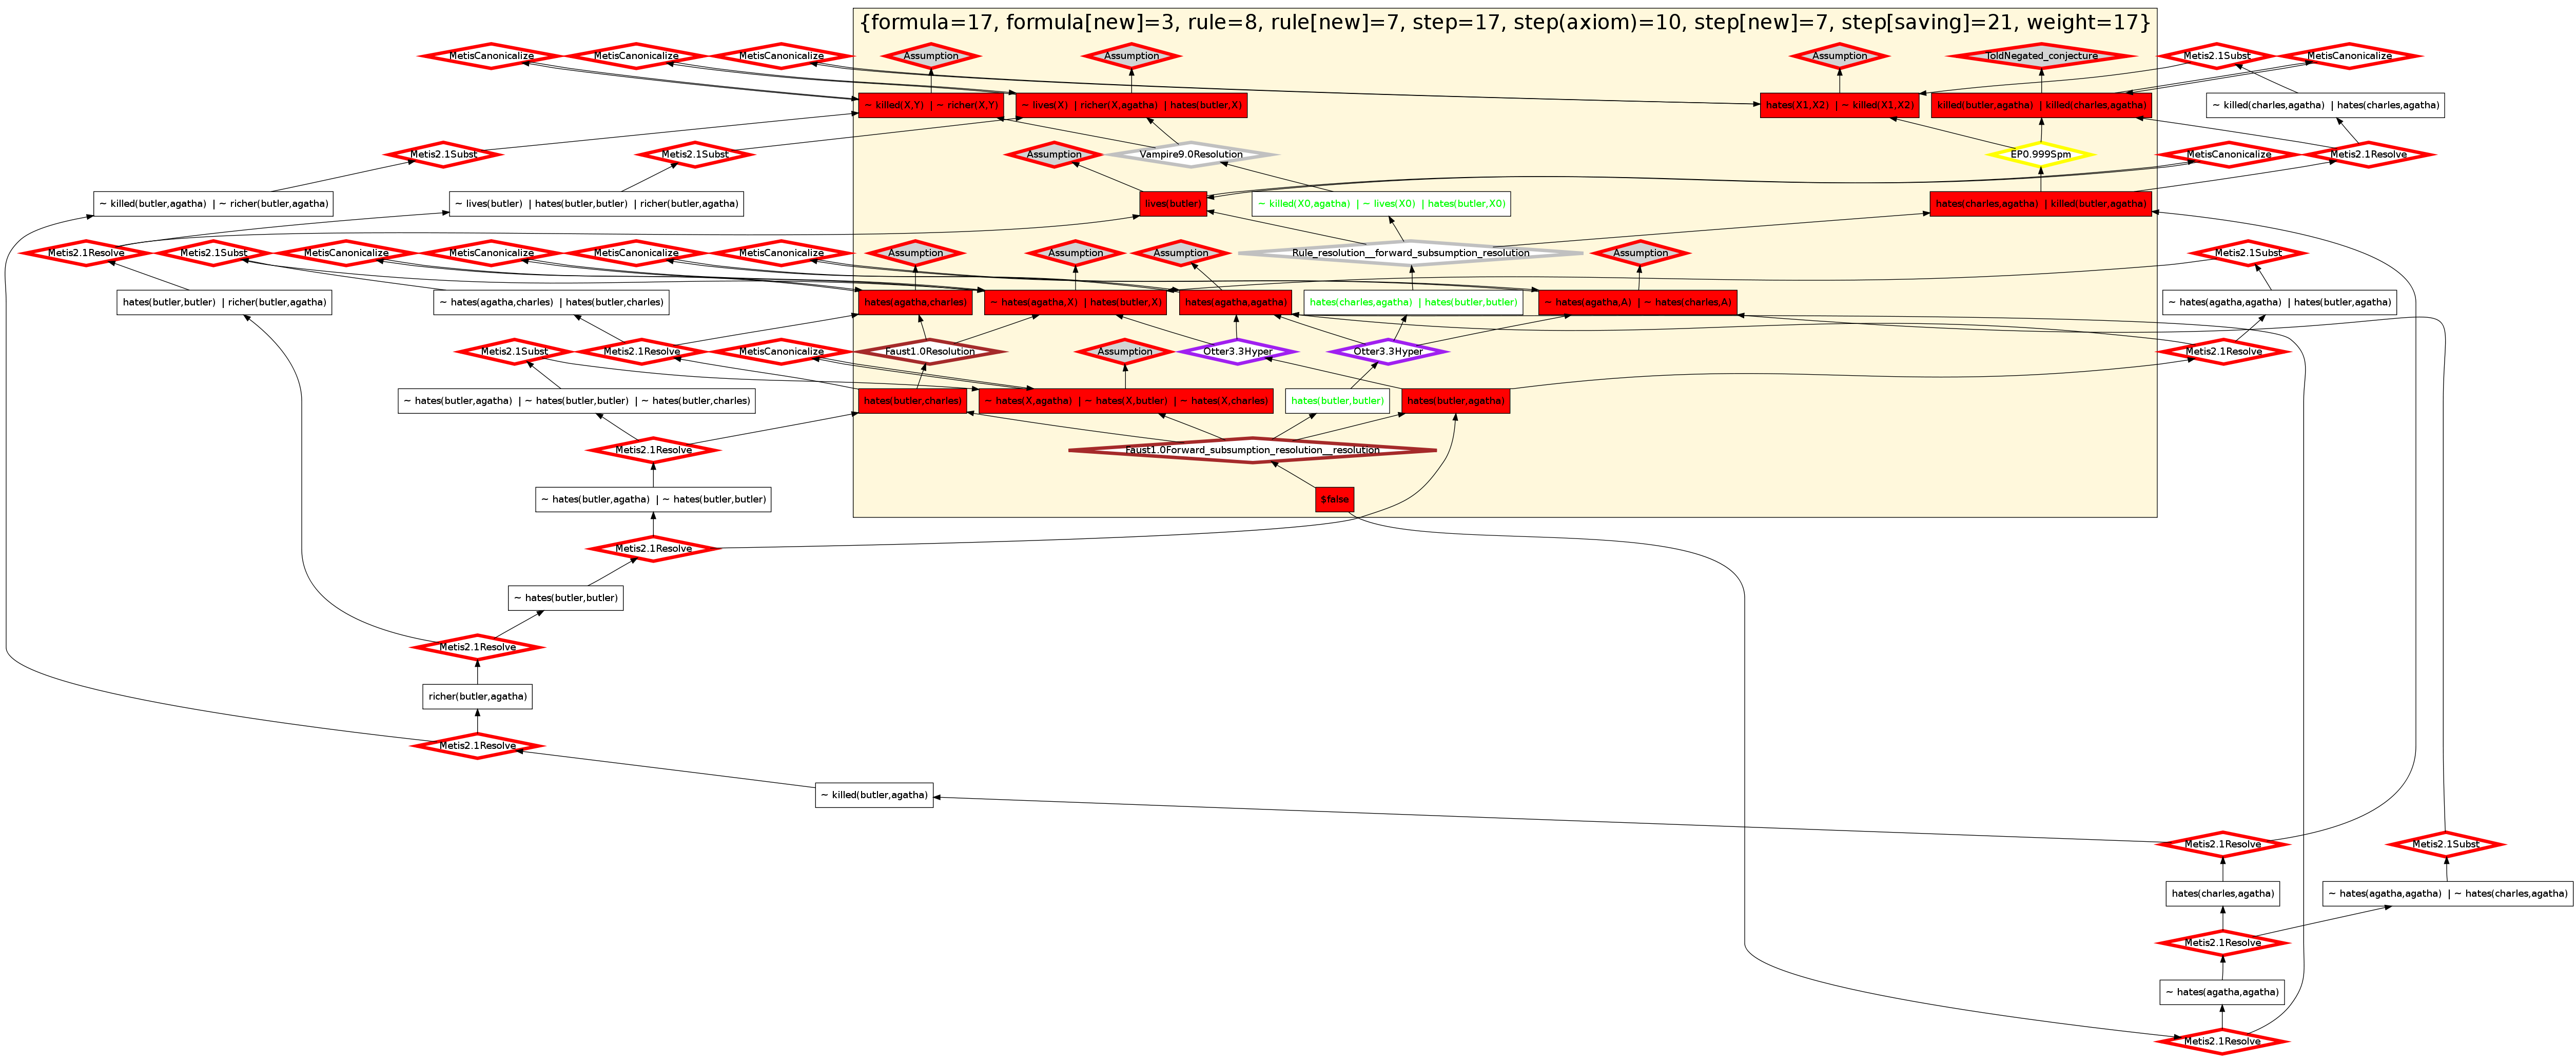 {formula=17, formula[new]=3, rule=8, rule[new]=7, step=17, step(axiom)=10, step[new]=7, step[saving]=21, weight=17}
MetisCanonicalize
MetisCanonicalize
MetisCanonicalize
Assumption
Assumption
Assumption
ToldNegated_conjecture
Metis2.1Subst
MetisCanonicalize
~ killed(X,Y) | ~ richer(X,Y)
~ lives(X) | richer(X,agatha) | hates(butler,X)
hates(X1,X2) | ~ killed(X1,X2)
killed(butler,agatha) | killed(charles,agatha)
~ killed(charles,agatha) | hates(charles,agatha)
Metis2.1Subst
Metis2.1Subst
Assumption
Vampire9.0Resolution
EP0.999Spm
MetisCanonicalize
Metis2.1Resolve
~ killed(butler,agatha) | ~ richer(butler,agatha)
~ lives(butler) | hates(butler,butler) | richer(butler,agatha)
lives(butler)
~ killed(X0,agatha) | ~ lives(X0) | hates(butler,X0)
hates(charles,agatha) | killed(butler,agatha)
Metis2.1Resolve
Metis2.1Subst
MetisCanonicalize
MetisCanonicalize
MetisCanonicalize
MetisCanonicalize
Assumption
Assumption
Assumption
Rule_resolution__forward_subsumption_resolution
Assumption
Metis2.1Subst
hates(butler,butler) | richer(butler,agatha)
~ hates(agatha,charles) | hates(butler,charles)
hates(agatha,charles)
~ hates(agatha,X) | hates(butler,X)
hates(agatha,agatha)
hates(charles,agatha) | hates(butler,butler)
~ hates(agatha,A) | ~ hates(charles,A)
~ hates(agatha,agatha) | hates(butler,agatha)
Metis2.1Subst
Metis2.1Resolve
MetisCanonicalize
Faust1.0Resolution
Assumption
Otter3.3Hyper
Otter3.3Hyper
Metis2.1Resolve
~ hates(butler,agatha) | ~ hates(butler,butler) | ~ hates(butler,charles)
hates(butler,charles)
~ hates(X,agatha) | ~ hates(X,butler) | ~ hates(X,charles)
hates(butler,butler)
hates(butler,agatha)
Metis2.1Resolve
Faust1.0Forward_subsumption_resolution__resolution
~ hates(butler,agatha) | ~ hates(butler,butler)
$false
Metis2.1Resolve
~ hates(butler,butler)
Metis2.1Resolve
richer(butler,agatha)
Metis2.1Resolve
~ killed(butler,agatha)
Metis2.1Resolve
Metis2.1Subst
hates(charles,agatha)
~ hates(agatha,agatha) | ~ hates(charles,agatha)
Metis2.1Resolve
~ hates(agatha,agatha)
Metis2.1Resolve